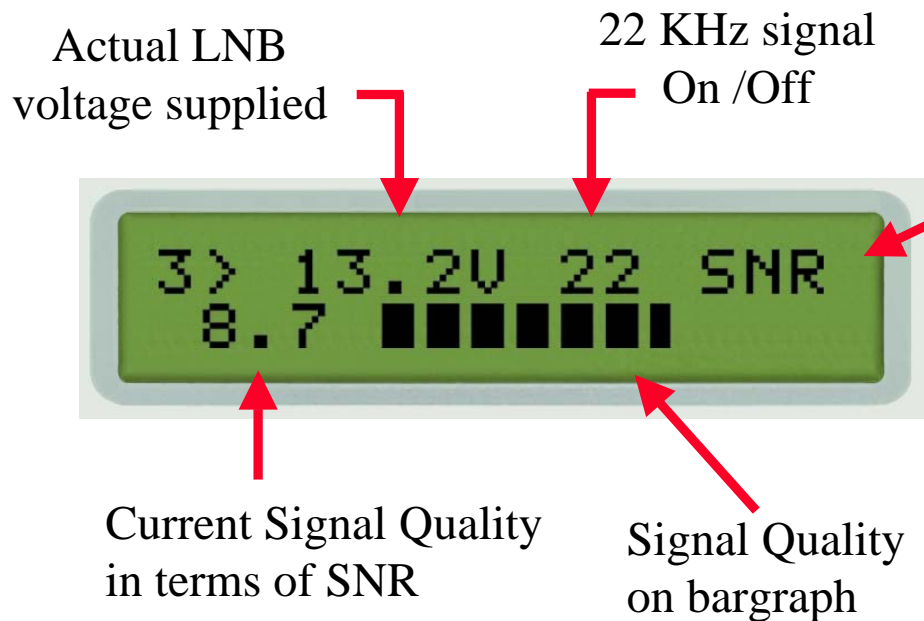 Actual LNB
voltage supplied
22 KHz signal
On /Off
3> 13.2V 22 SNR
8.7
Current Signal Quality
in terms of SNR
Signal Quality
on bargraph